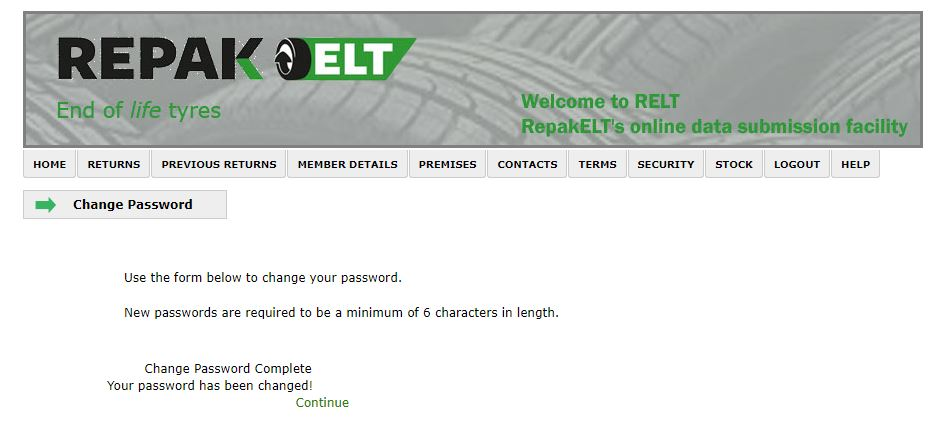 REPAK ELT
End of life tyres
Welcome to RELT
RepakELT's online data submission facility
HOME RETURNS PREVIOUS RETURNS MEMBER DETAILS PREMISES CONTACTS TERMS SECURITY STOCK LOGOUT HELP
Change Password
Use the form below to change your password.
New passwords are required to be a minimum of 6 characters in length.
Change Password Complete
Your password has been changed!
Continue